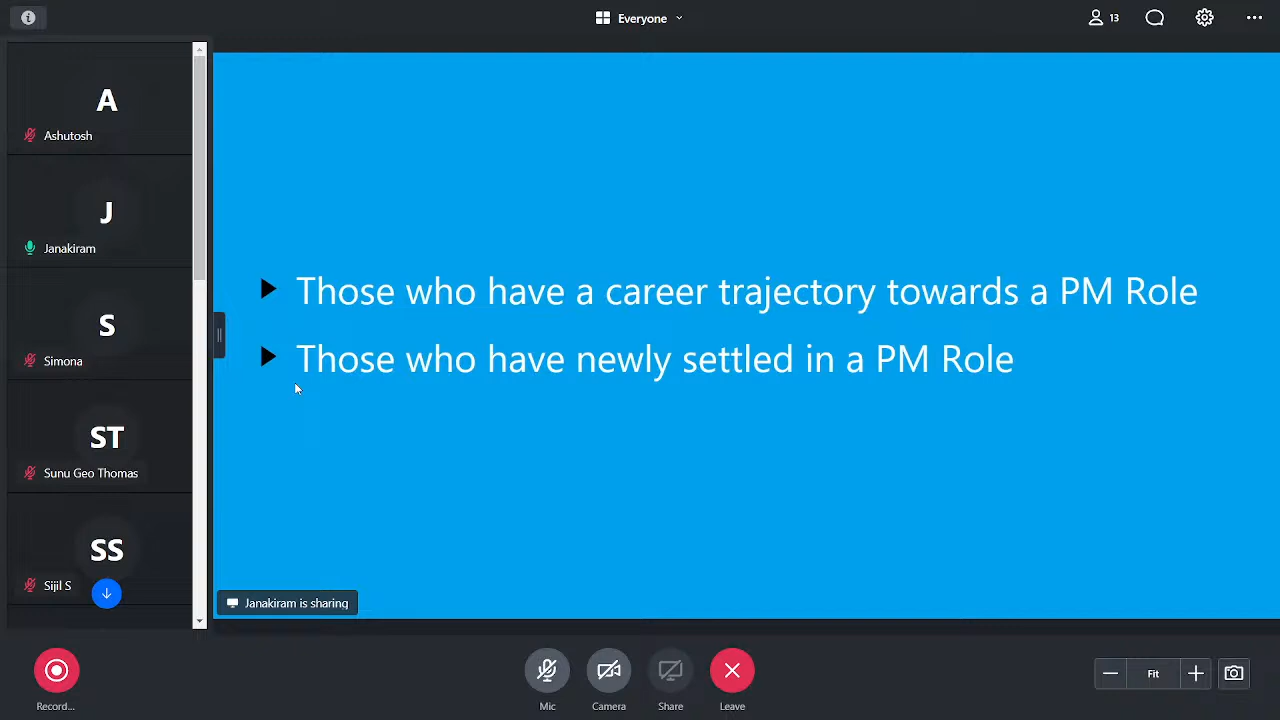 Everyone
13
A
Ashutosh
J
Janakiram
S
Simona
ST
Sunu Geo Thomas
SS
Sijil S
Those who have a career trajectory towards a PM Role
Those who have newly settled in a PM Role
Janakiram is sharing
Record...
Mic
Camera
Share
Leave
Fit